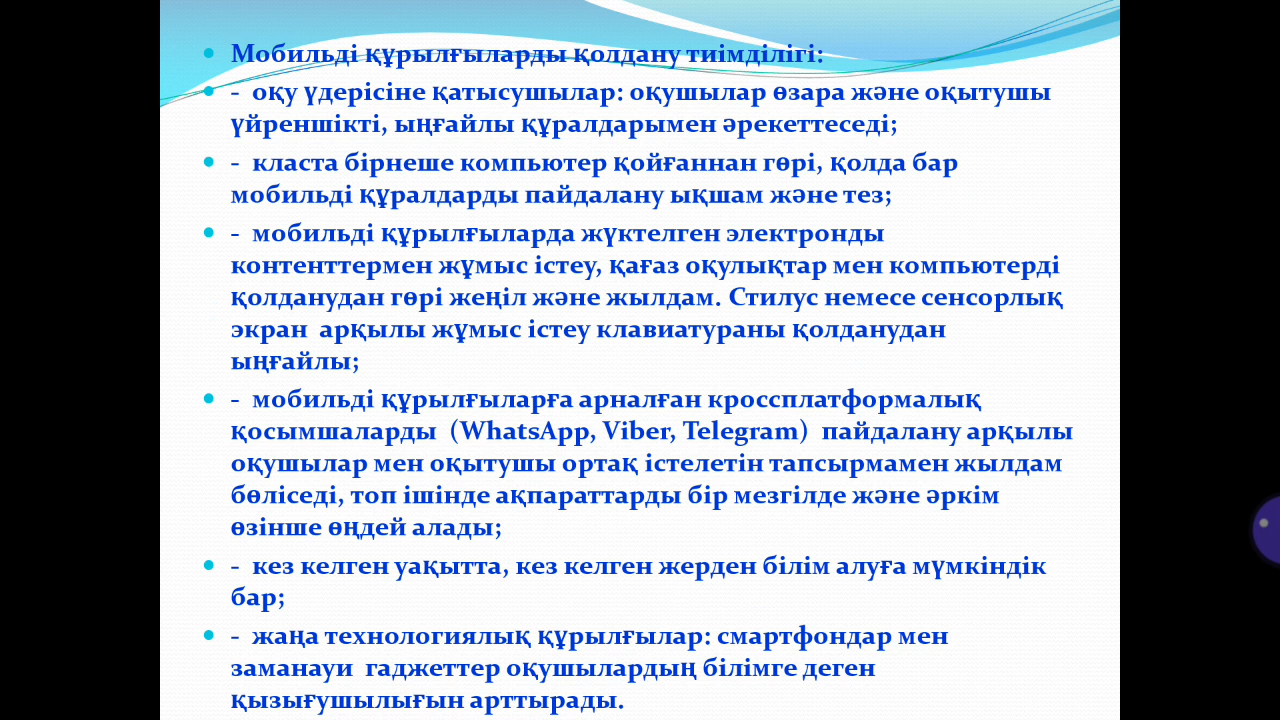 • Мобильді құрылғыларды қолдану тиімділігі:
• -  оқу үдерісіне қатысушылар: оқушылар өзара және оқытушы
үйреншікті, ыңғайлы құралдарымен әрекеттеседі;
• -  класта бірнеше компьютер қойғаннан гөрі, қолда бар
мобильді құралдарды пайдалану ықшам және тез;
• -  мобильді құрылғыларда жүктелген электронды
контенттермен жұмыс істеу, қағаз оқулықтар мен компьютерді
қолданудан гөрі жеңіл және жылдам. Стилус немесе сенсорлық
экран  арқылы жұмыс істеу клавиатураны қолданудан
ыңғайлы;
• -  мобильді құрылғыларға арналған кроссплатформалық
қосымшаларды  (WhatsApp, Viber, Telegram)  пайдалану арқылы
оқушылар мен оқытушы ортақ істелетін тапсырмамен жылдам
бөліседі, топ ішінде ақпараттарды бір мезгілде және әркім
өзінше өңдей алады;
• -  кез келген уақытта, кез келген жерден білім алуға мүмкіндік
бар;
• -  жаңа технологиялық құрылғылар: смартфондар мен
заманауи  гаджеттер оқушылардың білімге деген
қызығушылығын арттырады.